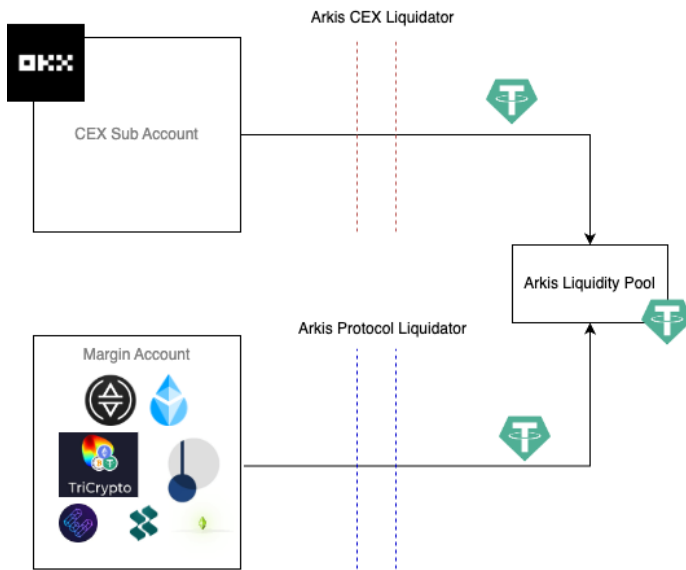 Arkis CEX Liquidator
OKX
CEX Sub Account
Arkis Liquidity Pool
Arkis Protocol Liquidator
Margin Account
TriCrypto